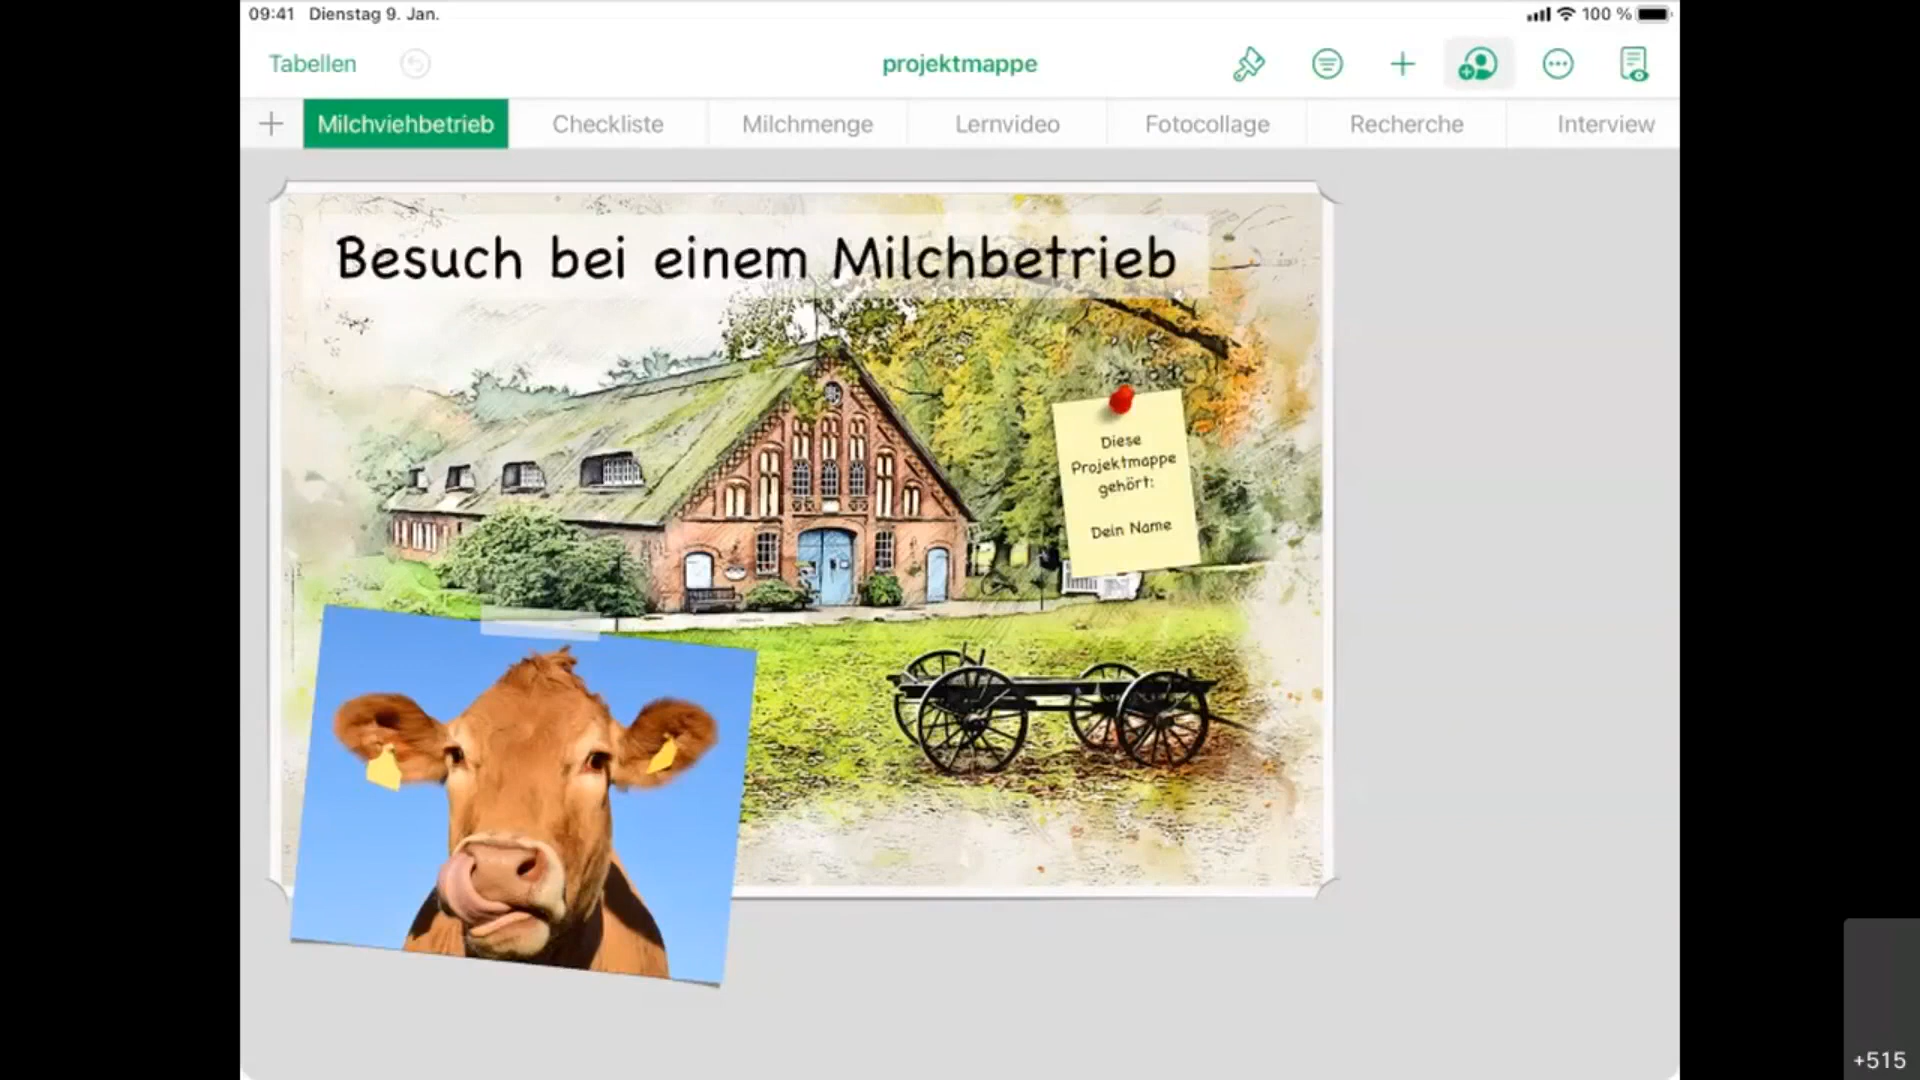 09:41 Dienstag 9. Jan.
100 %
Tabellen
projektmappe
Milchviehbetrieb
Checkliste
Milchmenge
Lernvideo
Fotocollage
Recherche
Interview
Besuch bei einem Milchbetrieb
Diese
Projektmappe
gehört:
Dein Name
+515